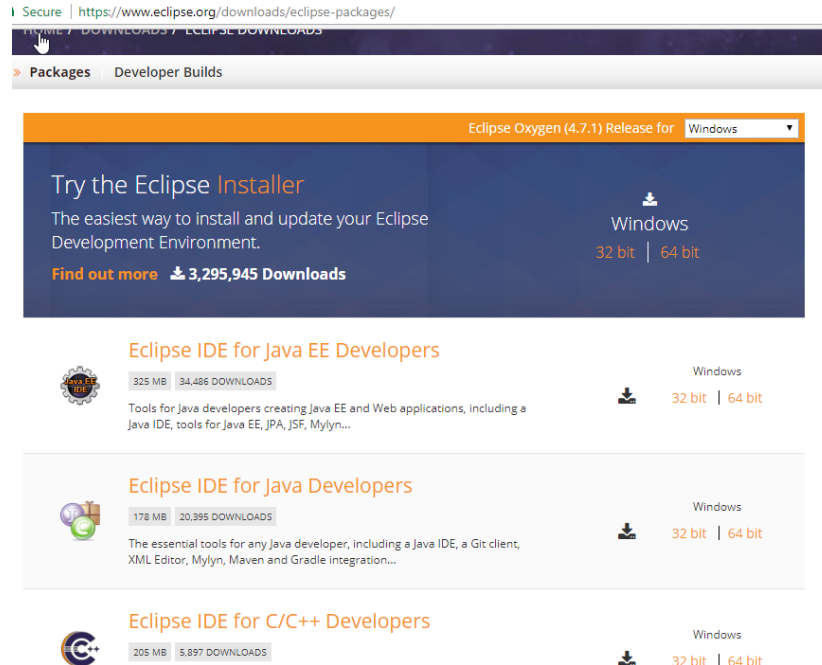 Secure | https://www.eclipse.org/downloads/eclipse-packages/
HOME / DOWNLOADS / ECLIPSE DOWNLOADS
» Packages Developer Builds
Eclipse Oxygen (4.7.1) Release for Windows
Try the Eclipse Installer
The easiest way to install and update your Eclipse
Development Environment.
Find out more 3,295,945 Downloads
Windows
32 bit | 64 bit
Eclipse IDE for Java EE Developers
325 MB 34,486 DOWNLOADS
Tools for Java developers creating Java EE and Web applications, including a
Java IDE, tools for Java EE, JPA, JSF, Mylyn...
Java EE
IDE
Windows
32 bit | 64 bit
Eclipse IDE for Java Developers
178 MB 20,395 DOWNLOADS
The essential tools for any Java developer, including a Java IDE, a Git client,
XML Editor, Mylyn, Maven and Gradle integration...
Windows
32 bit | 64 bit
Eclipse IDE for C/C++ Developers
205 MB 5,897 DOWNLOADS
C++
Windows
32 bit | 64 bit